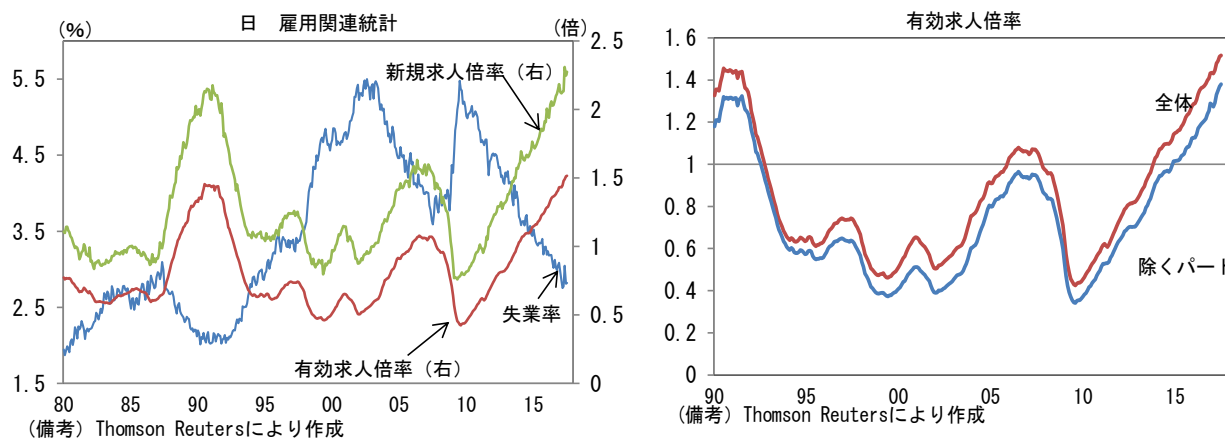 日 雇用関連統計
(%)
(倍)
5.5
4.5
3.5
2.5
1.5
2.5
2
1.5
1
0.5
0
新規求人倍率（右）
失業率
有効求人倍率（右）
80 85 90 95 00 05 10 15
（備考）Thomson Reutersにより作成
有効求人倍率
1.6
1.4
1.2
1
0.8
0.6
0.4
0.2
0
全体
除くパート
90 95 00 05 10 15
（備考）Thomson Reutersにより作成